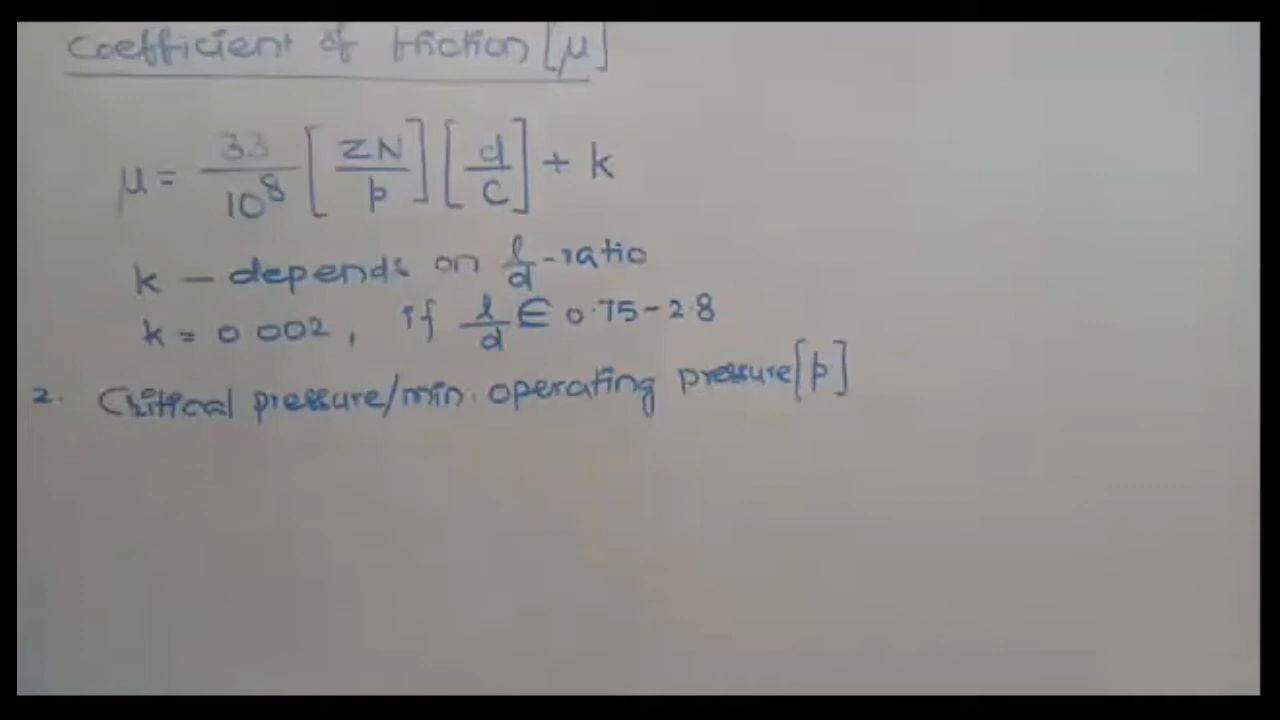 Coefficient of friction [μ]
μ = 33/10^8 [ZN/p] [d/c] + k
k – depends on l/d - ratio
k = 0.002, if l/d ∈ 0.75 - 2.8
2. Critical pressure/min. operating pressure [p]